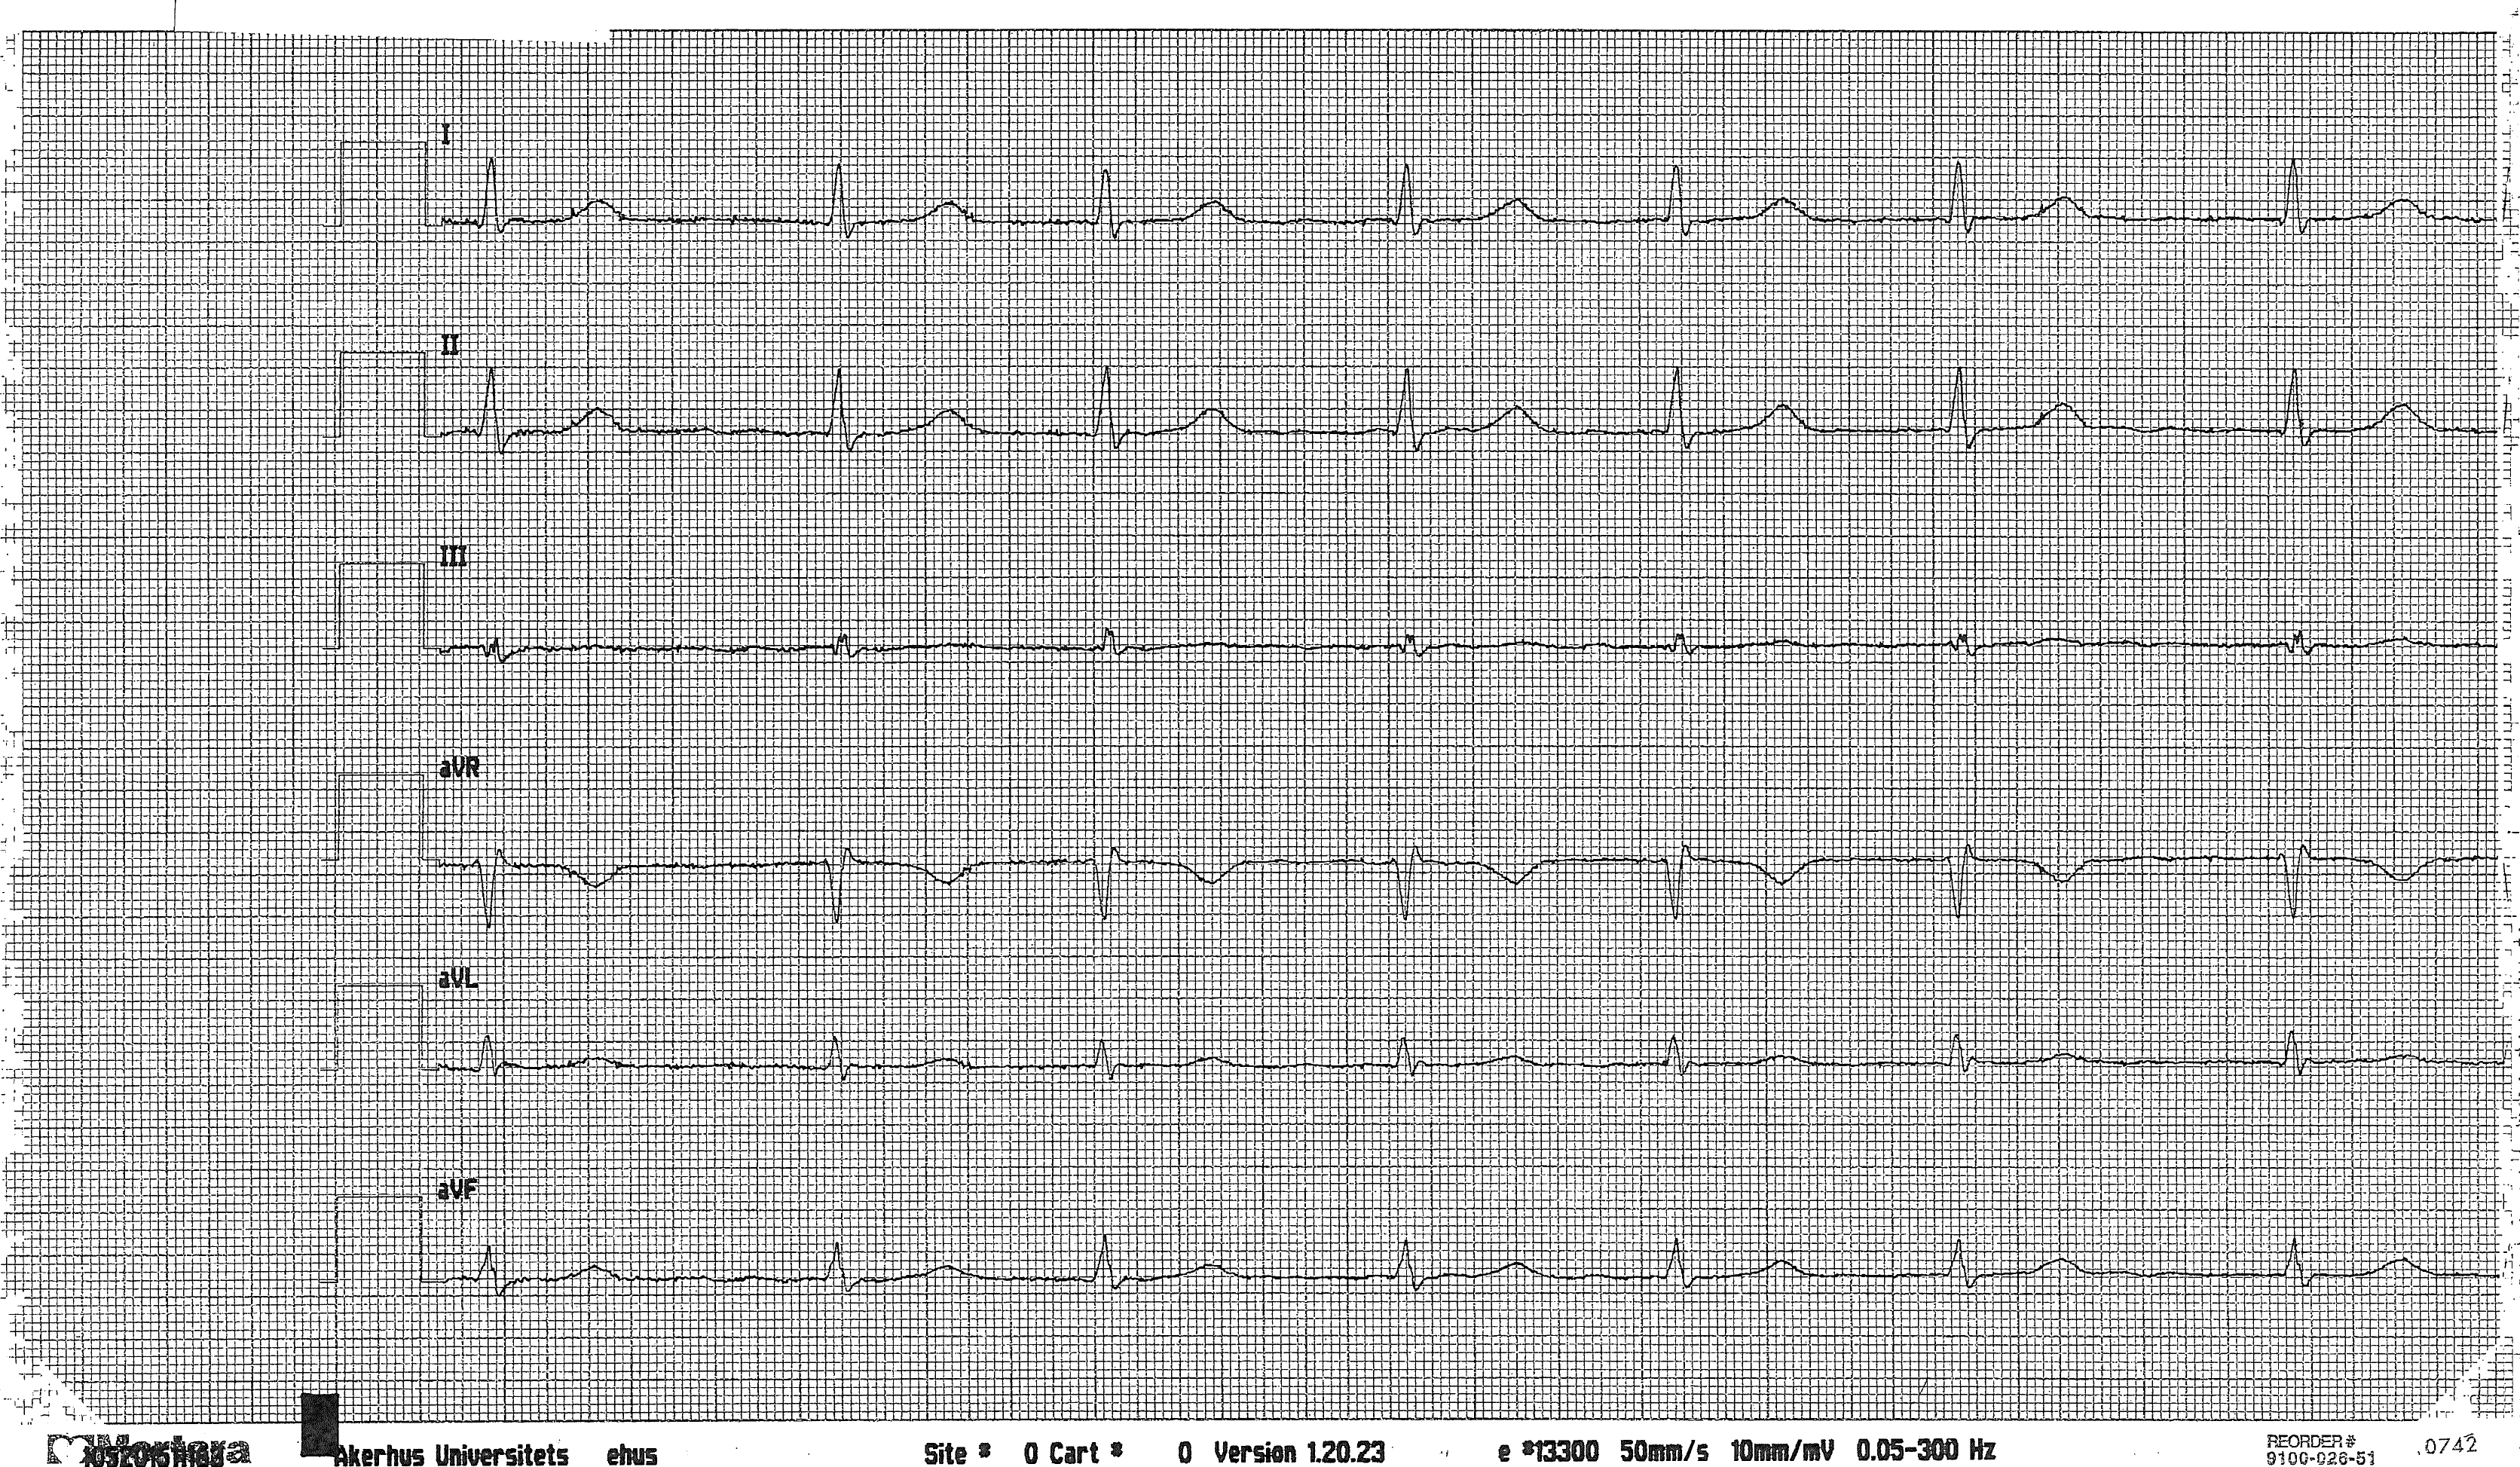 I
II
III
aVR
aVL
aVF
Akerhus Universitets ehus Site # 0 Cart # 0 Version 1.20.23 e #13300 50mm/s 10mm/mV 0.05-300 Hz
REORDER # 0742
9100-026-51